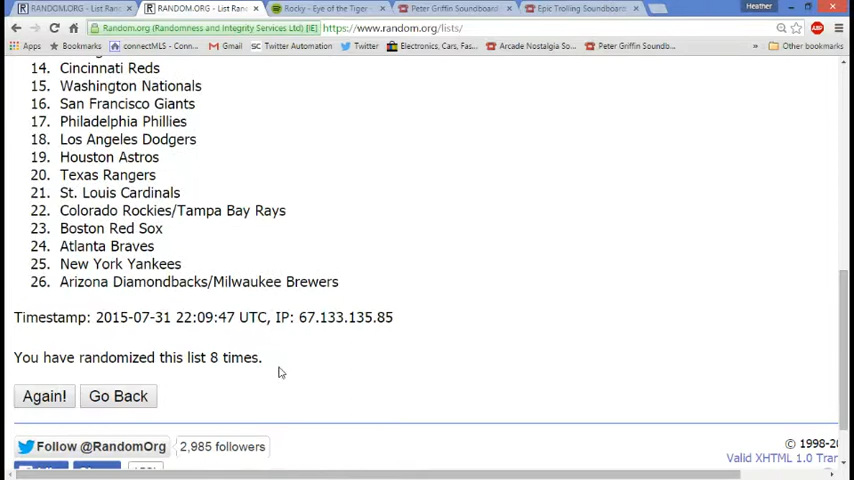 Heather
RANDOM.ORG - List Ran
RANDOM.ORG - List Ran
Rocky - Eye of the Tiger -
Peter Griffin Soundboard
Epic Trolling Soundboard
Random.org (Randomness and Integrity Services Ltd) [IE]
https://www.random.org/lists/
Apps
Bookmarks
connectMLS - Conn...
Gmail
SC Twitter Automation
Twitter
Electronics, Cars, Fas...
Arcade Nostalgia So...
Peter Griffin Soundb...
Other bookmarks
14. Cincinnati Reds
15. Washington Nationals
16. San Francisco Giants
17. Philadelphia Phillies
18. Los Angeles Dodgers
19. Houston Astros
20. Texas Rangers
21. St. Louis Cardinals
22. Colorado Rockies/Tampa Bay Rays
23. Boston Red Sox
24. Atlanta Braves
25. New York Yankees
26. Arizona Diamondbacks/Milwaukee Brewers
Timestamp: 2015-07-31 22:09:47 UTC, IP: 67.133.135.85
You have randomized this list 8 times.
Again!
Go Back
Follow @RandomOrg
2,985 followers
© 1998-20
Valid XHTML 1.0 Tran